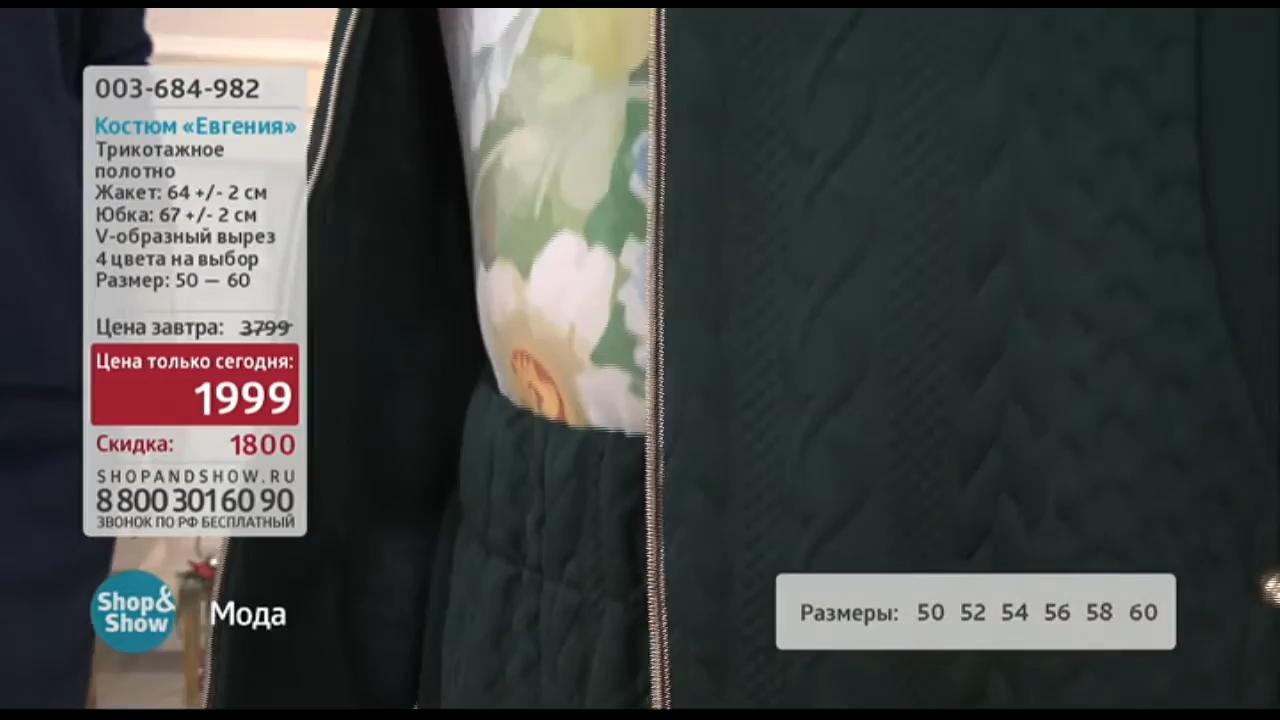 003-684-982
Костюм «Евгения»
Трикотажное
полотно
Жакет: 64 +/- 2 см
Юбка: 67 +/- 2 см
V-образный вырез
4 цвета на выбор
Размер: 50 — 60
Цена завтра: 3799
Цена только сегодня:
1999
Скидка: 1800
SHOPANDSHOW.RU
8 800 301 60 90
ЗВОНОК ПО РФ БЕСПЛАТНЫЙ
Shop&
Show
Мода
Размеры: 50 52 54 56 58 60